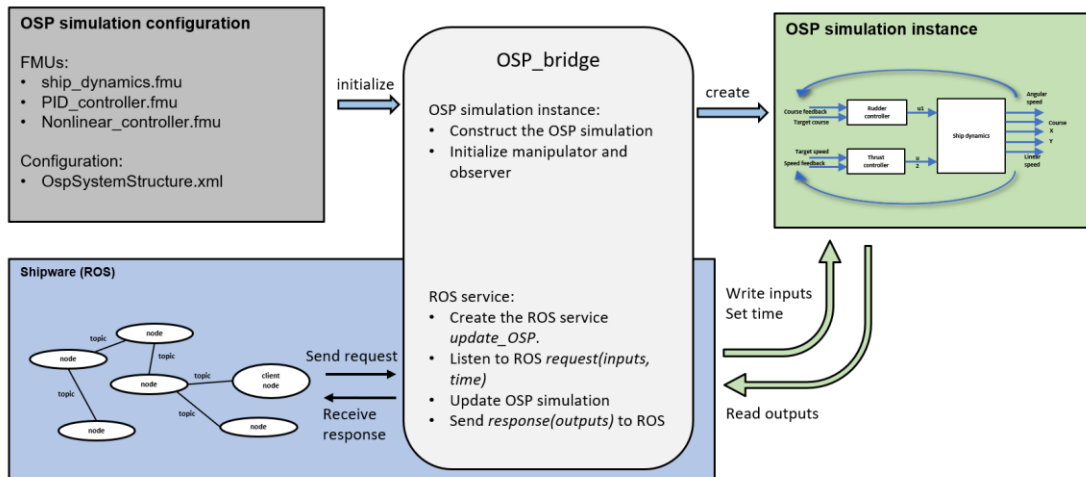 OSP simulation configuration
FMUs:
• ship_dynamics.fmu
• PID_controller.fmu
• Nonlinear_controller.fmu
Configuration:
• OspSystemStructure.xml
initialize
OSP_bridge
OSP simulation instance:
• Construct the OSP simulation
• Initialize manipulator and
observer
create
OSP simulation instance
Course feedback
Target course
Rudder
controller
Target speed
Speed feedback
Thrust
controller
u
2
Ship dynamics
Angular
speed
Course
X
Y
Linear
speed
Shipware (ROS)
node
topic
node
topic
node
topic
client
node
topic
topic
node
node
Send request
Receive
response
ROS service:
• Create the ROS service
update_OSP.
• Listen to ROS request(inputs,
time)
• Update OSP simulation
• Send response(outputs) to ROS
Write inputs
Set time
Read outputs